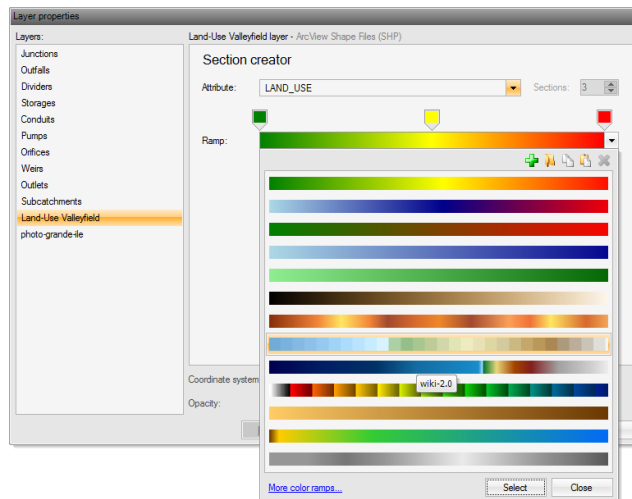 Layer properties
Layers:
Land-Use Valleyfield layer - ArcView Shape Files (SHP)
Junctions
Outfalls
Dividers
Storages
Conduits
Pumps
Orifices
Weirs
Outlets
Subcatchments
Land-Use Valleyfield
photo-grande-ile
Section creator
Attribute:
LAND_USE
Sections:
3
Ramp:
wiki-2.0
Coordinate system
Opacity:
More color ramps...
Select
Close